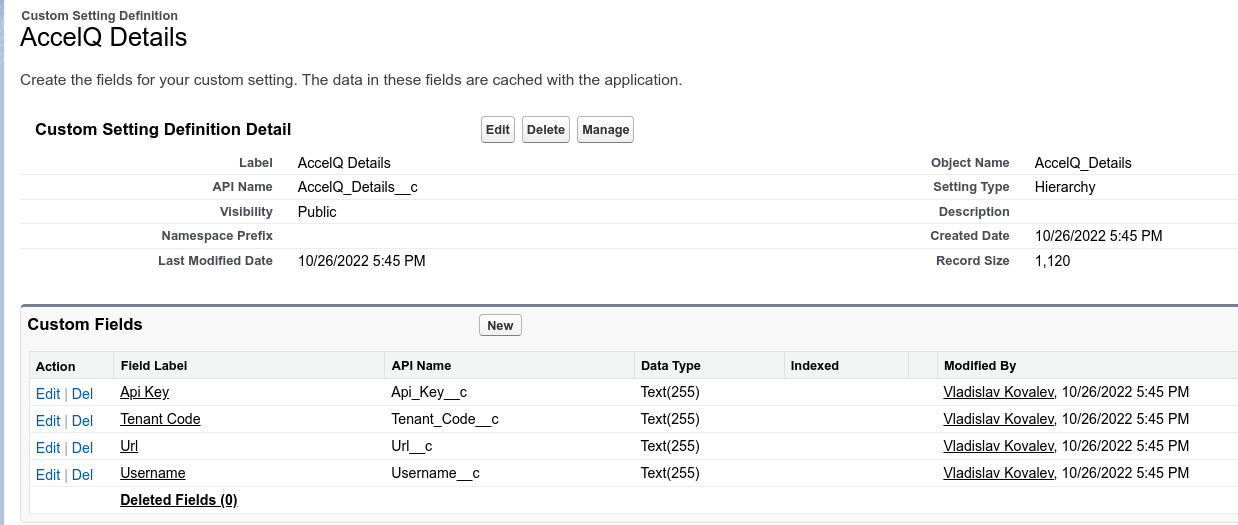 Custom Setting Definition
AccelQ Details
Create the fields for your custom setting. The data in these fields are cached with the application.
Custom Setting Definition Detail Edit Delete Manage
Label AccelQ Details Object Name AccelQ_Details
API Name AccelQ_Details__c Setting Type Hierarchy
Visibility Public Description
Namespace Prefix Created Date 10/26/2022 5:45 PM
Last Modified Date 10/26/2022 5:45 PM Record Size 1,120
Custom Fields New
Action Field Label API Name Data Type Indexed Modified By
Edit | Del Api Key Api_Key__c Text(255) Vladislav Kovalev, 10/26/2022 5:45 PM
Edit | Del Tenant Code Tenant_Code__c Text(255) Vladislav Kovalev, 10/26/2022 5:45 PM
Edit | Del Url Url__c Text(255) Vladislav Kovalev, 10/26/2022 5:45 PM
Edit | Del Username Username__c Text(255) Vladislav Kovalev, 10/26/2022 5:45 PM
Deleted Fields (0)